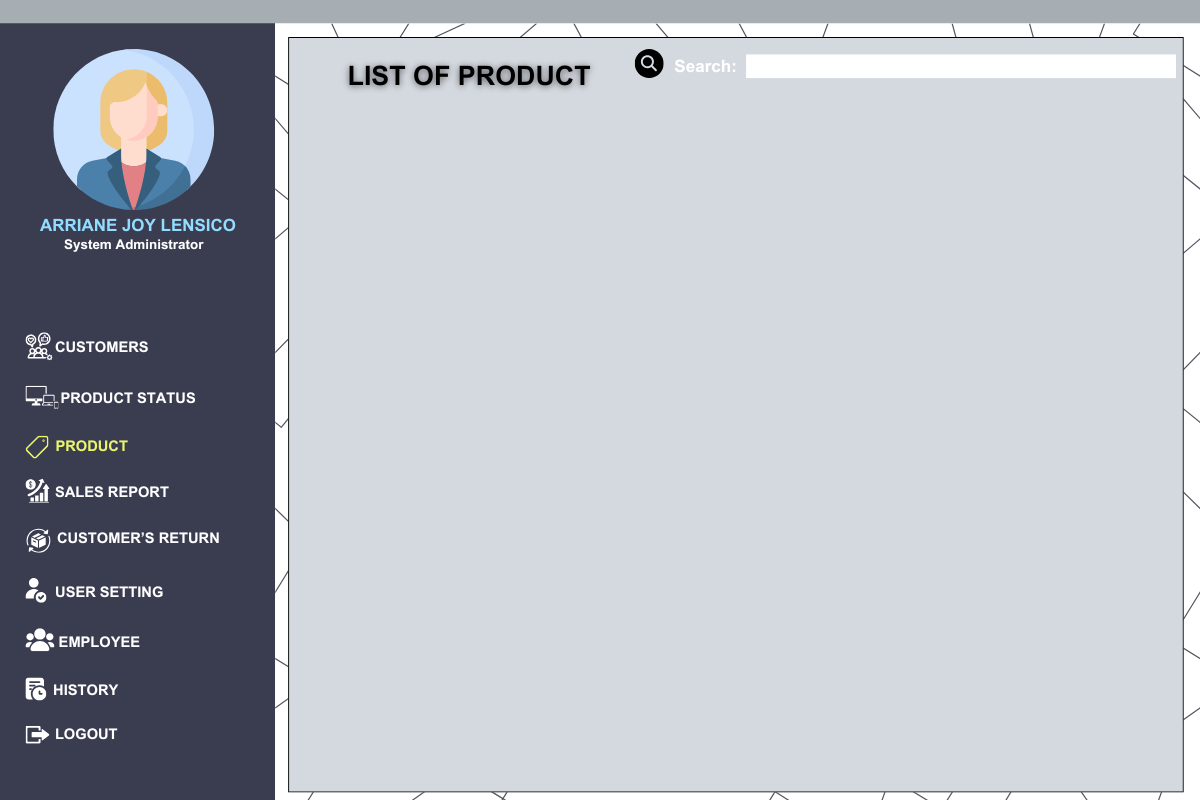 ARRIANE JOY LENSICO
System Administrator
CUSTOMERS
PRODUCT STATUS
PRODUCT
SALES REPORT
CUSTOMER’S RETURN
USER SETTING
EMPLOYEE
HISTORY
LOGOUT
LIST OF PRODUCT
Search: